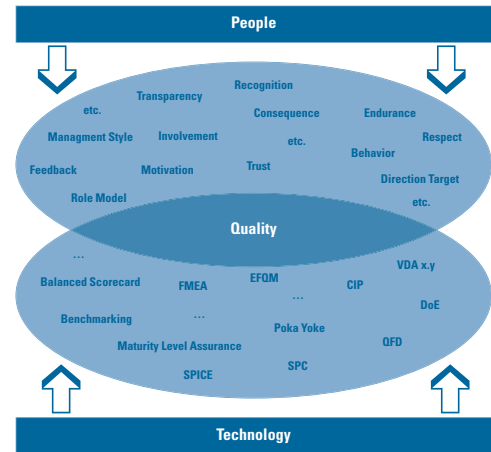 People
Recognition
Transparency
etc.
Consequence
Endurance
Managment Style
Involvement
etc.
Respect
Behavior
Feedback
Motivation
Trust
Direction Target
Role Model
etc.
Quality
...
VDA x.y
Balanced Scorecard
FMEA
EFQM
CIP
...
DoE
Benchmarking
...
Poka Yoke
Maturity Level Assurance
QFD
SPICE
SPC
Technology